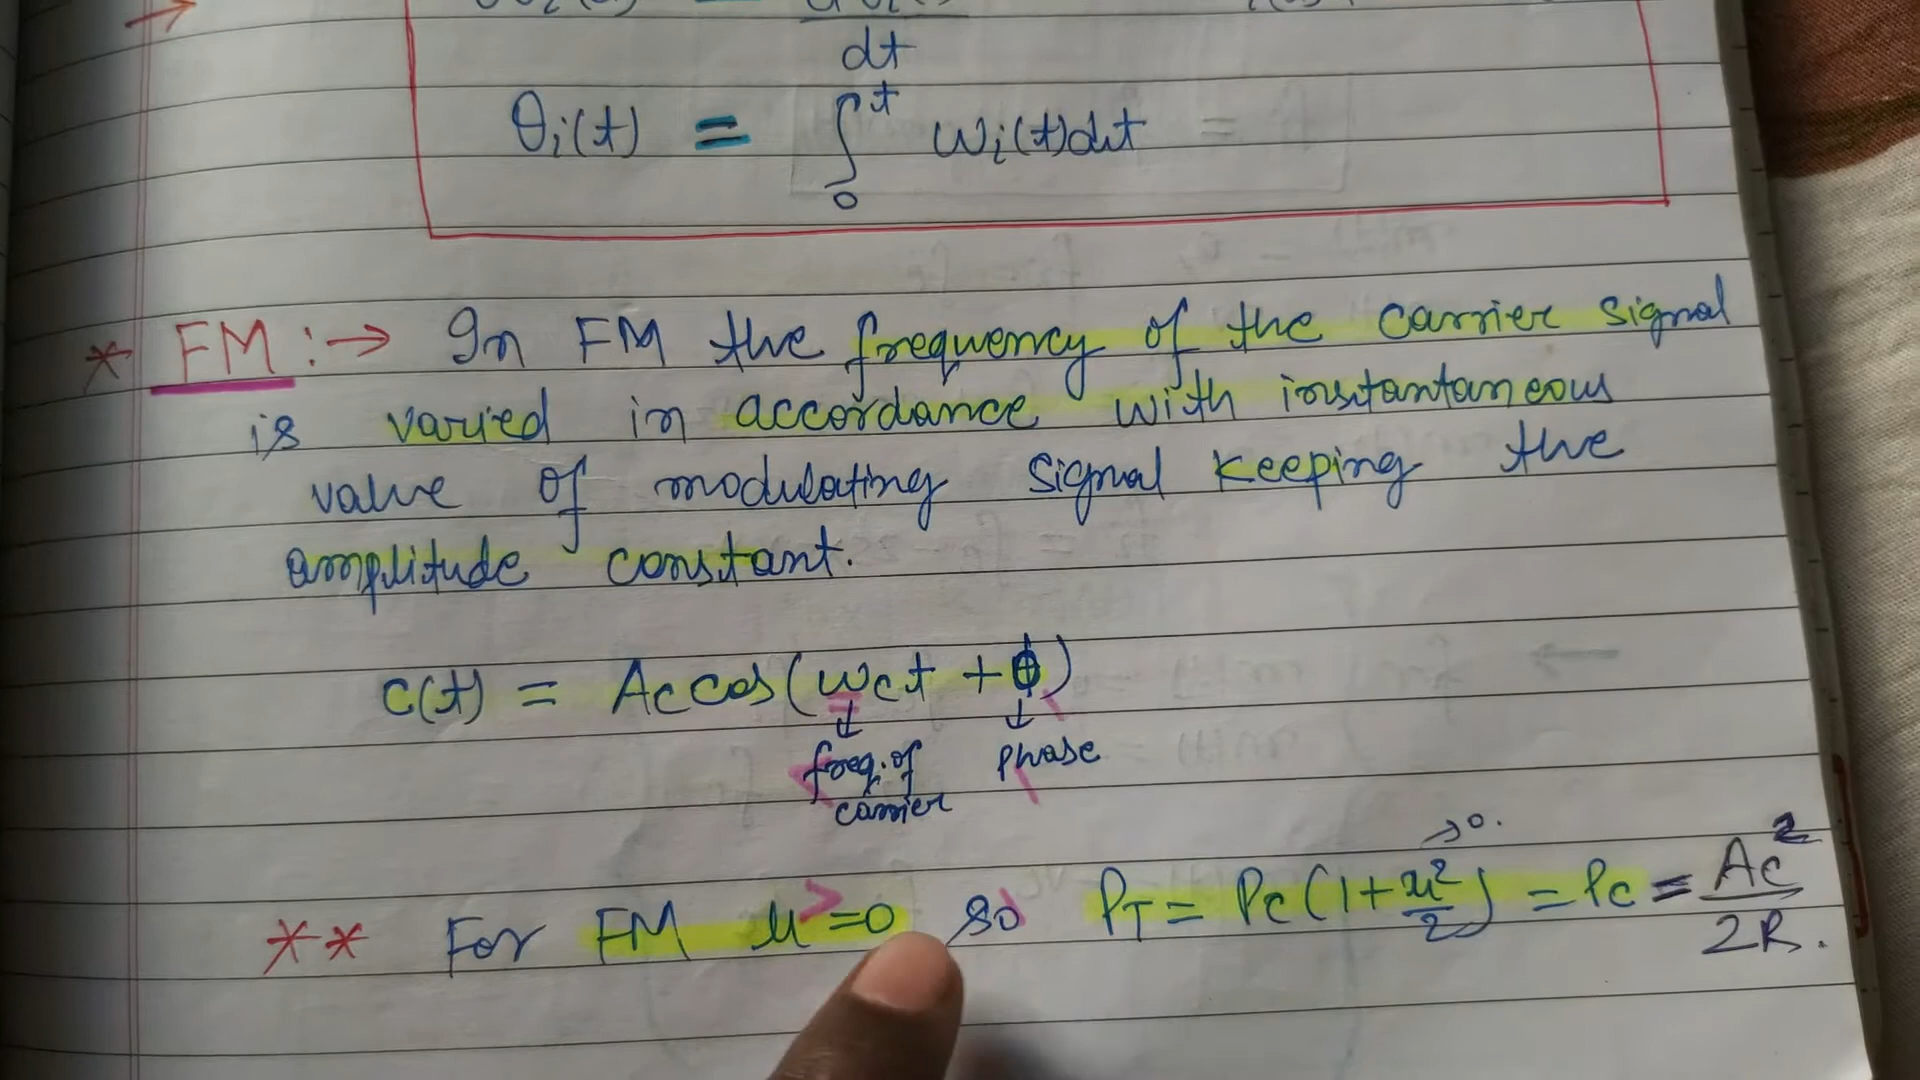 dt
θi(t) = ∫₀ᵗ ωi(t)dt
* FM :→ In FM the frequency of the carrier signal
is varied in accordance with instantaneous
value of modulating signal keeping the
amplitude constant.
c(t) = Ac cos(ωct + ϕ)
↓ ↓
freq. of phase
carrier
→0.
** For FM μ=0 so PT = Pc(1+μ²/2) = Pc = Ac²/2R.